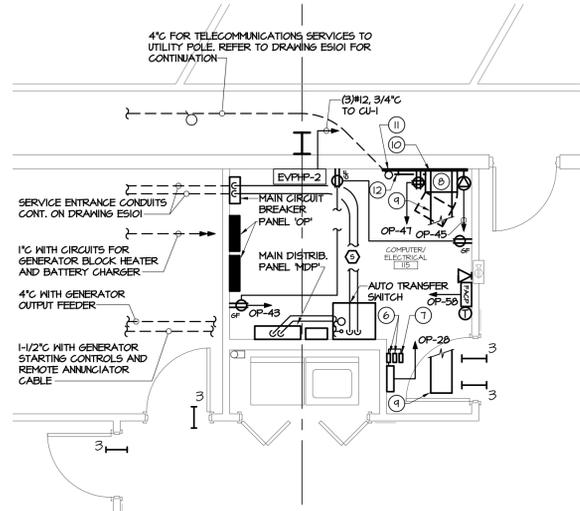 4"C FOR TELECOMMUNICATIONS SERVICES TO
UTILITY POLE. REFER TO DRAWING ES101 FOR
CONTINUATION
(3)#12, 3/4"C
TO CU-1
11
10
EVPHP-2
GF
12
9
8
SERVICE ENTRANCE CONDUITS
CONT. ON DRAWING ES101
MAIN CIRCUIT
BREAKER
PANEL 'OP'
OP-47
OP-45
1"C WITH CIRCUITS FOR
GENERATOR BLOCK HEATER
AND BATTERY CHARGER
MAIN DISTRIB.
PANEL 'MDP'
S
COMPUTER/
ELECTRICAL
115
GF
4"C WITH GENERATOR
OUTPUT FEEDER
AUTO TRANSFER
SWITCH
OP-58
FACP
GF
OP-43
6
7
T
1-1/2"C WITH GENERATOR
STARTING CONTROLS AND
REMOTE ANNUNCIATOR
CABLE
OP-28
3
3
9
3
3